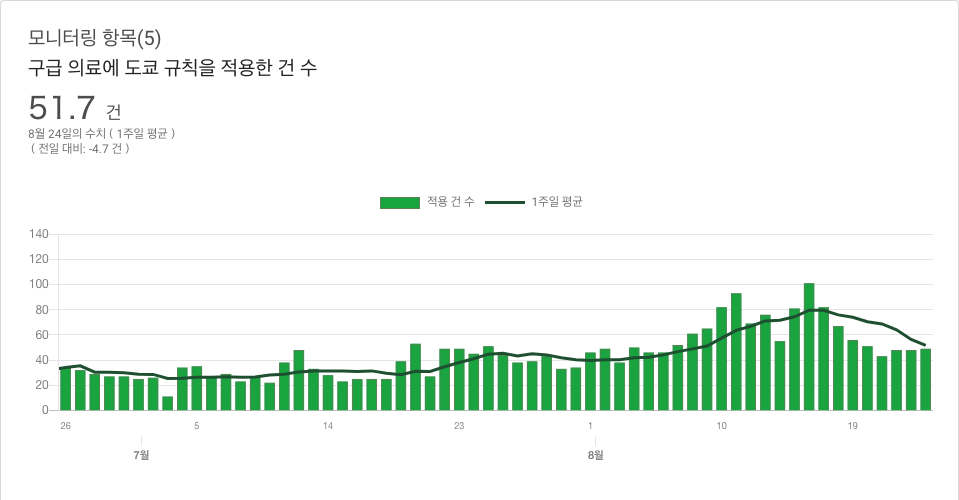 모니터링 항목(5)
구급 의료에 도쿄 규칙을 적용한 건 수
51.7 건
8월 24일의 수치 ( 1주일 평균 )
( 전일 대비: -4.7 건 )
적용 건 수 1주일 평균
140
120
100
80
60
40
20
0
26 5 14 23 1 10 19
7월 8월